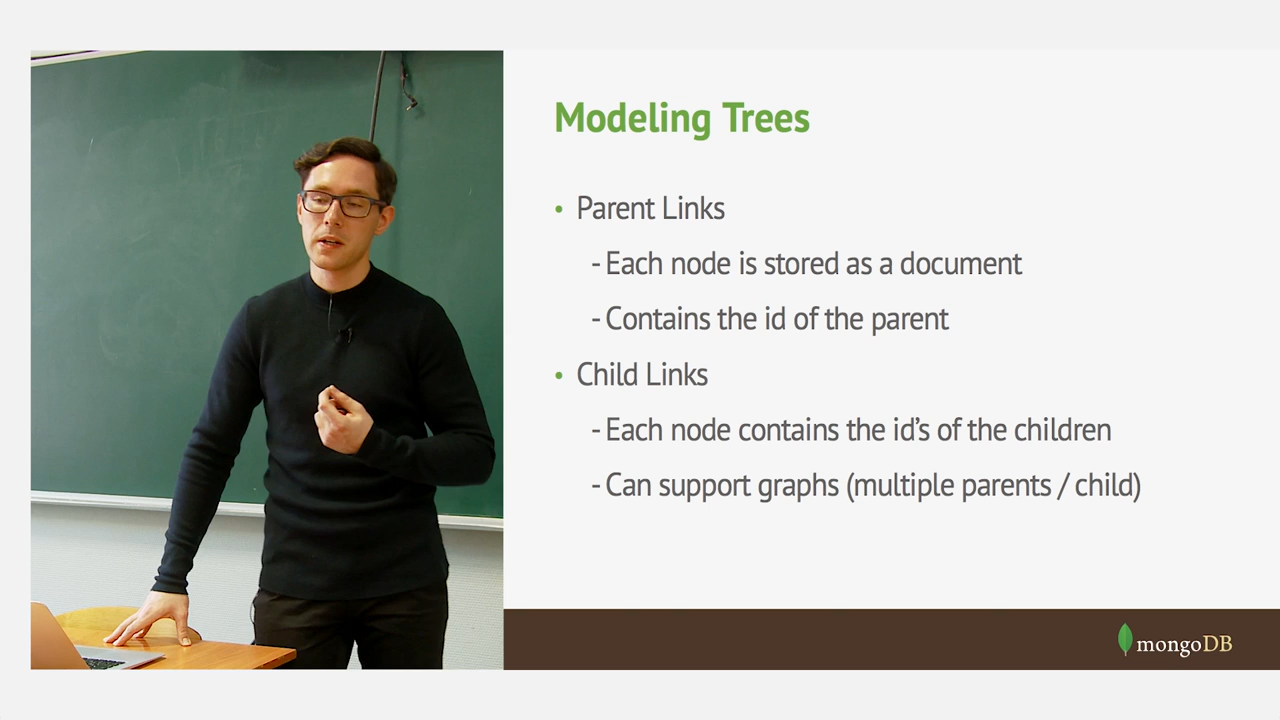 Modeling Trees
• Parent Links
- Each node is stored as a document
- Contains the id of the parent
• Child Links
- Each node contains the id’s of the children
- Can support graphs (multiple parents / child)
mongoDB